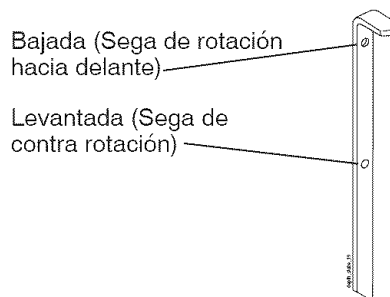 Bajada (Sega de rotación
hacia delante)
Levantada (Sega de
contra rotación)